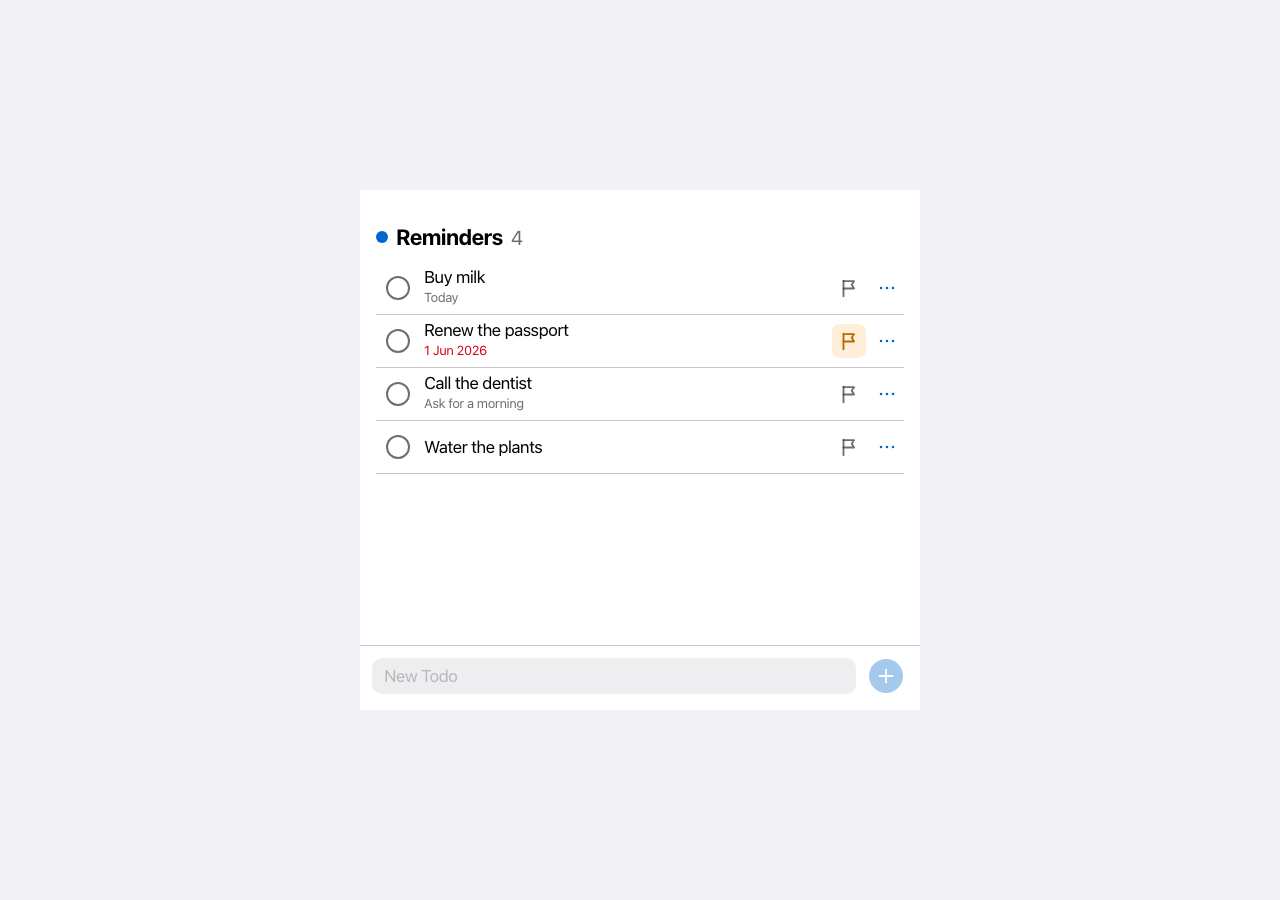 Reminders 4
Buy milk
Today
Renew the passport
1 Jun 2026
Call the dentist
Ask for a morning
Water the plants
New Todo